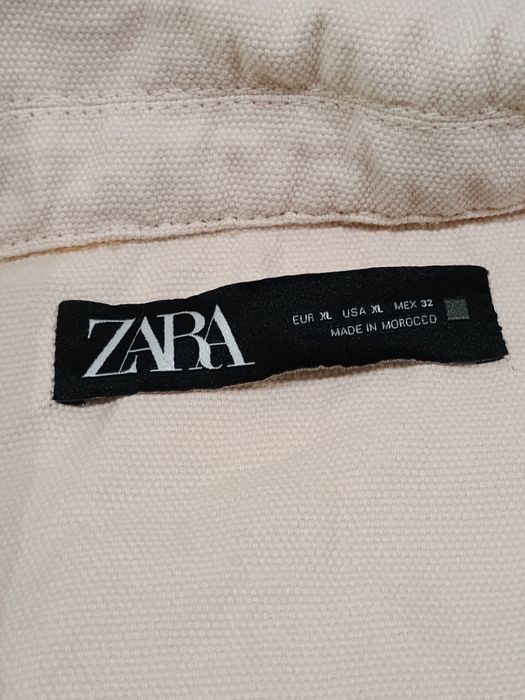 ZARA
EUR XL USA XL MEX 32
MADE IN MOROCCO